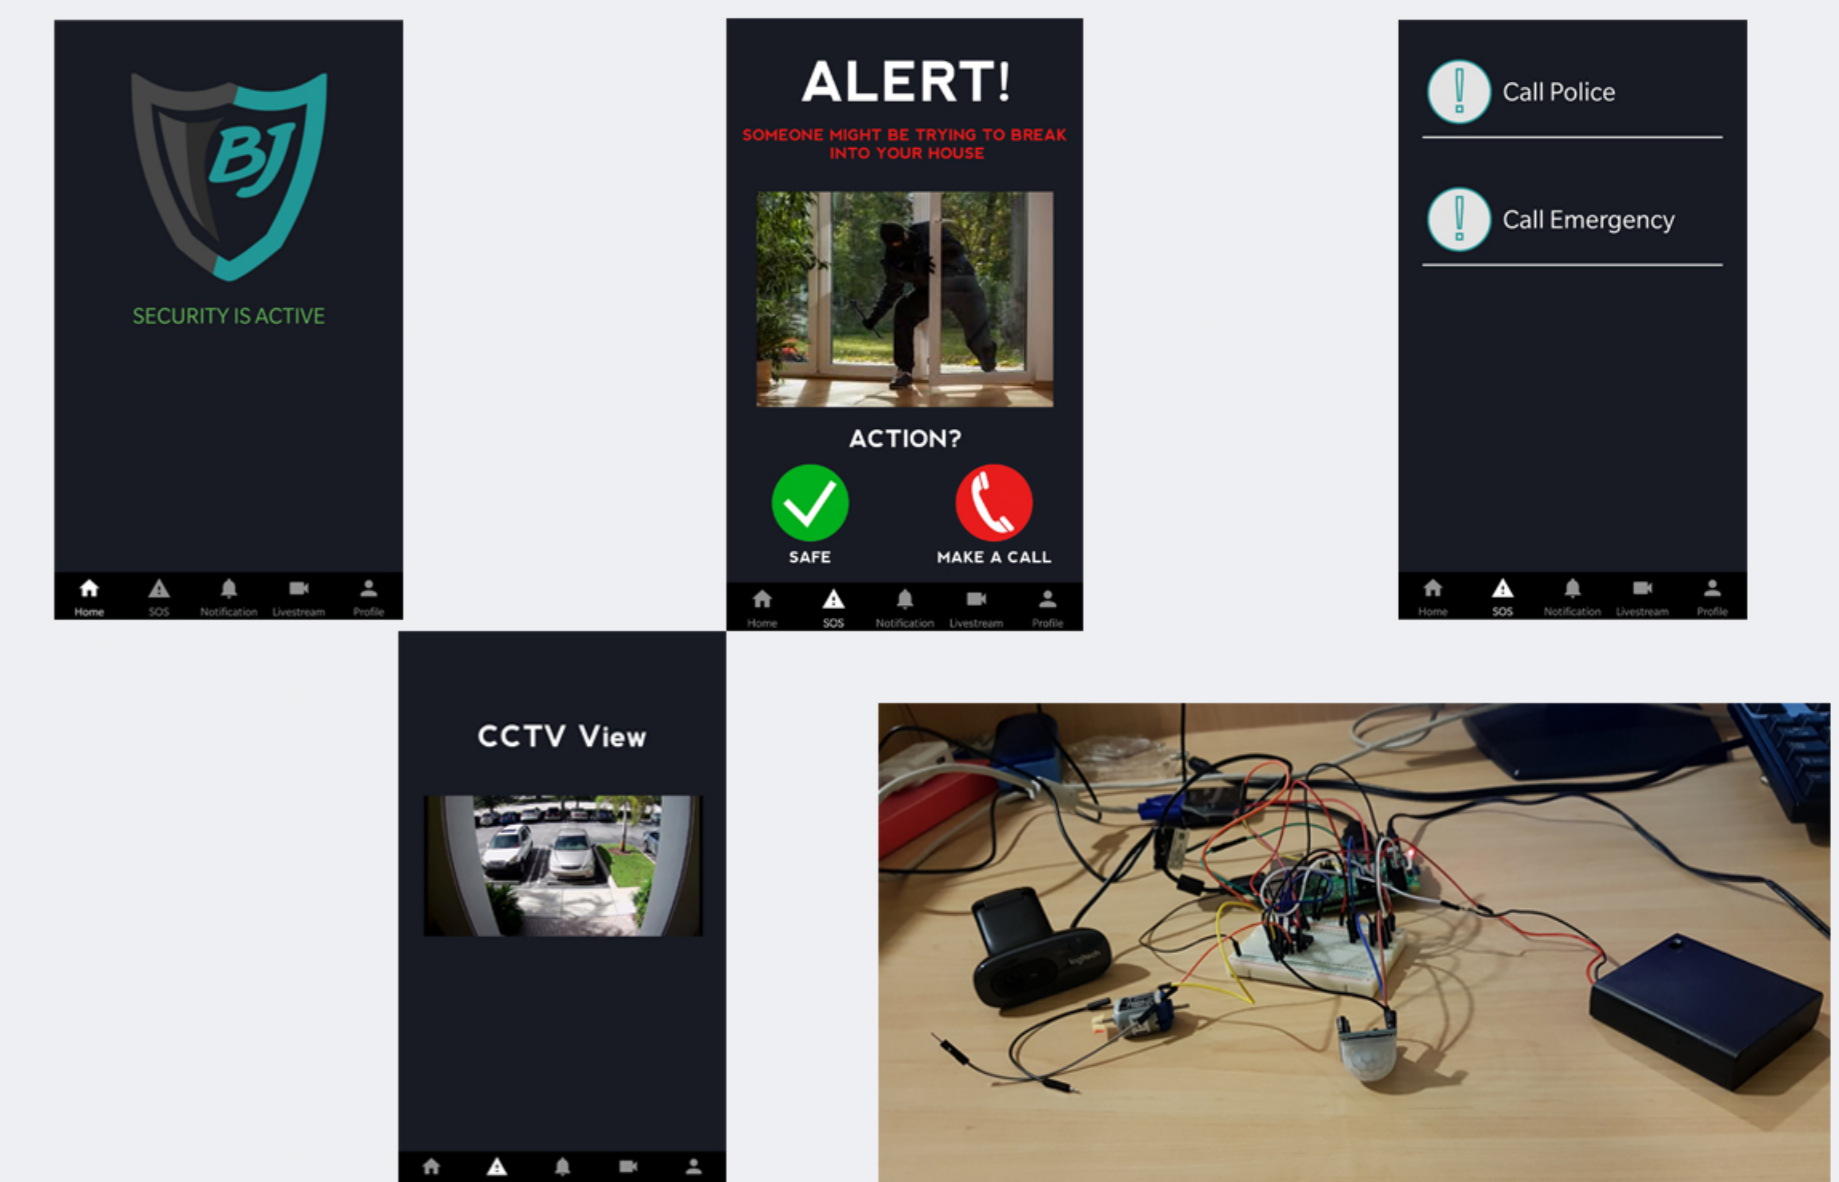 BJ
SECURITY IS ACTIVE
Home SOS Notification Livestream Profile
ALERT!
SOMEONE MIGHT BE TRYING TO BREAK
INTO YOUR HOUSE
ACTION?
SAFE MAKE A CALL
Home SOS Notification Livestream Profile
Call Police
Call Emergency
Home SOS Notification Livestream Profile
CCTV View
logitech